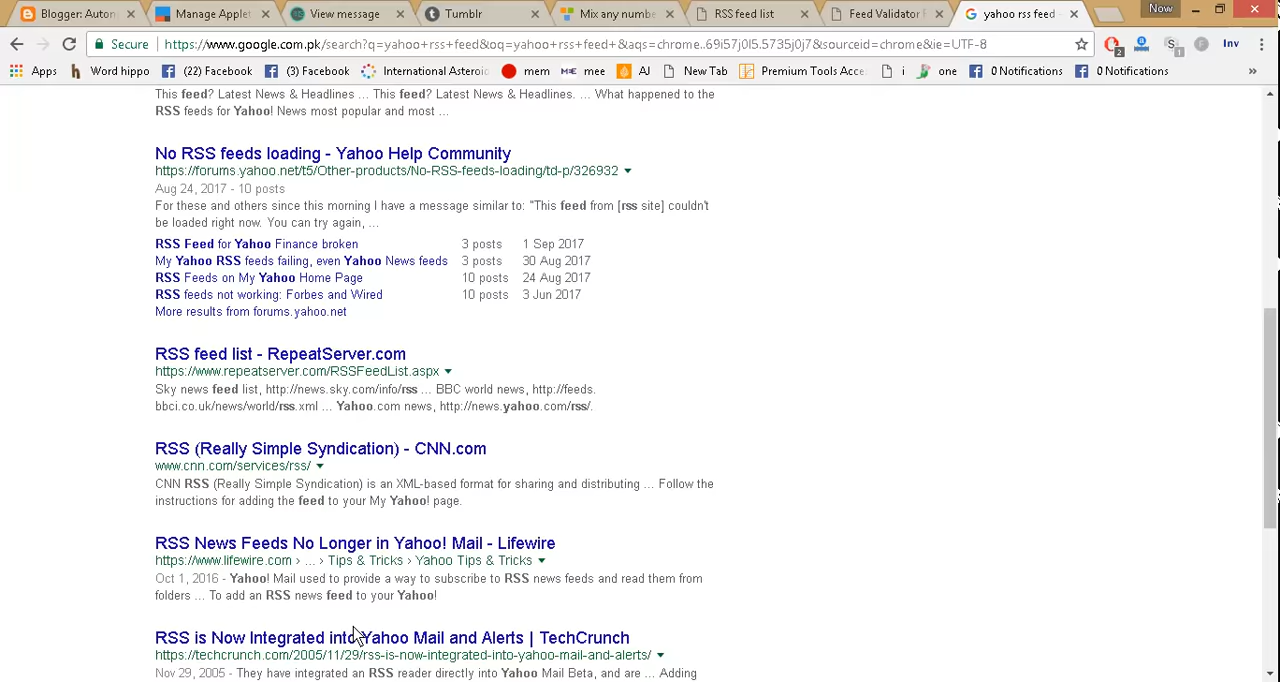 Blogger: Auton
Manage Applet
View message
Tumblr
Mix any numbe
RSS feed list
Feed Validator
yahoo rss feed
Now
Secure
https://www.google.com.pk/search?q=yahoo+rss+feed&oq=yahoo+rss+feed+&aqs=chrome..69i57j0l5.5735j0j7&sourceid=chrome&ie=UTF-8
2
1
Inv
Apps
Word hippo
(22) Facebook
(3) Facebook
International Asteroid
mem
mee
AI
New Tab
Premium Tools Acce
i
one
0 Notifications
0 Notifications
»
This feed? Latest News & Headlines ... This feed? Latest News & Headlines. ... What happened to the
RSS feeds for Yahoo! News most popular and most ...
No RSS feeds loading - Yahoo Help Community
https://forums.yahoo.net/t5/Other-products/No-RSS-feeds-loading/td-p/326932
Aug 24, 2017 - 10 posts
For these and others since this morning I have a message similar to: "This feed from [rss site] couldn't
be loaded right now. You can try again, ...
RSS Feed for Yahoo Finance broken 3 posts 1 Sep 2017
My Yahoo RSS feeds failing, even Yahoo News feeds 3 posts 30 Aug 2017
RSS Feeds on My Yahoo Home Page 10 posts 24 Aug 2017
RSS feeds not working: Forbes and Wired 10 posts 3 Jun 2017
More results from forums.yahoo.net
RSS feed list - RepeatServer.com
https://www.repeatserver.com/RSSFeedList.aspx
Sky news feed list, http://news.sky.com/info/rss ... BBC world news, http://feeds.
bbci.co.uk/news/world/rss.xml ... Yahoo.com news, http://news.yahoo.com/rss/.
RSS (Really Simple Syndication) - CNN.com
www.cnn.com/services/rss/
CNN RSS (Really Simple Syndication) is an XML-based format for sharing and distributing ... Follow the
instructions for adding the feed to your My Yahoo! page.
RSS News Feeds No Longer in Yahoo! Mail - Lifewire
https://www.lifewire.com › ... › Tips & Tricks › Yahoo Tips & Tricks
Oct 1, 2016 - Yahoo! Mail used to provide a way to subscribe to RSS news feeds and read them from
folders ... To add an RSS news feed to your Yahoo!
RSS is Now Integrated into Yahoo Mail and Alerts | TechCrunch
https://techcrunch.com/2005/11/29/rss-is-now-integrated-into-yahoo-mail-and-alerts/
Nov 29, 2005 - They have integrated an RSS reader directly into Yahoo Mail Beta, and are ... Adding